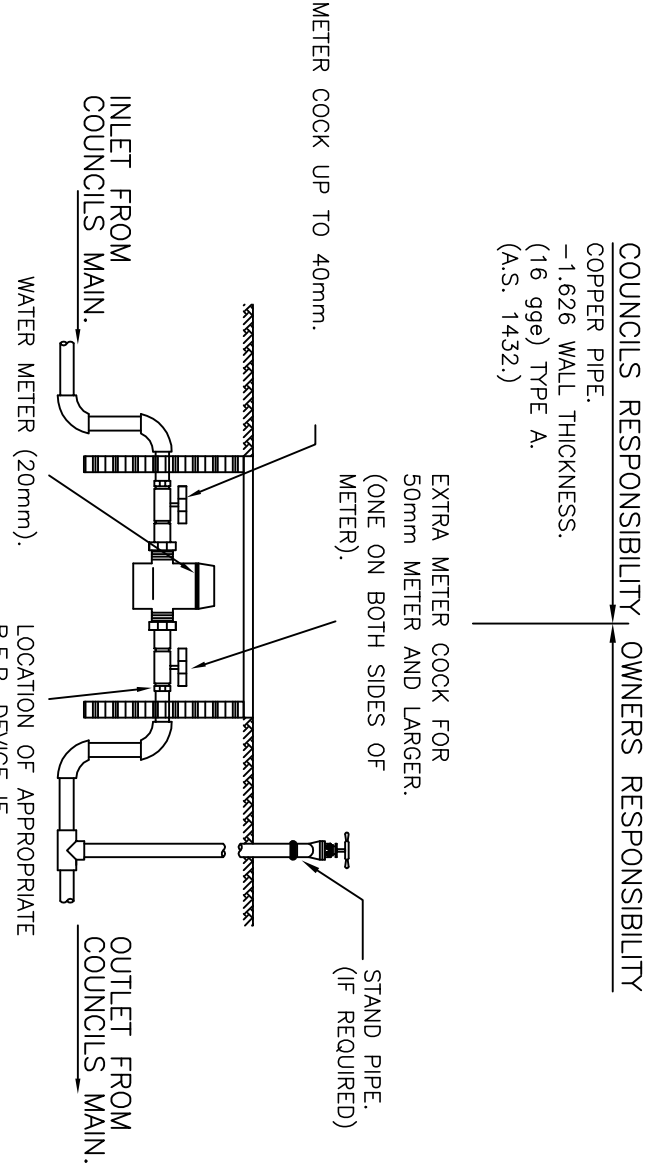 COUNCILS RESPONSIBILITY
OWNERS RESPONSIBILITY
COPPER PIPE.
-1.626 WALL THICKNESS.
(16 gge) TYPE A.
(A.S. 1432.)
METER COCK UP TO 40mm.
EXTRA METER COCK FOR
50mm METER AND LARGER.
(ONE ON BOTH SIDES OF
METER).
STAND PIPE.
(IF REQUIRED)
INLET FROM
COUNCILS MAIN.
OUTLET FROM
COUNCILS MAIN.
WATER METER (20mm).
LOCATION OF APPROPRIATE
DEVICE IF